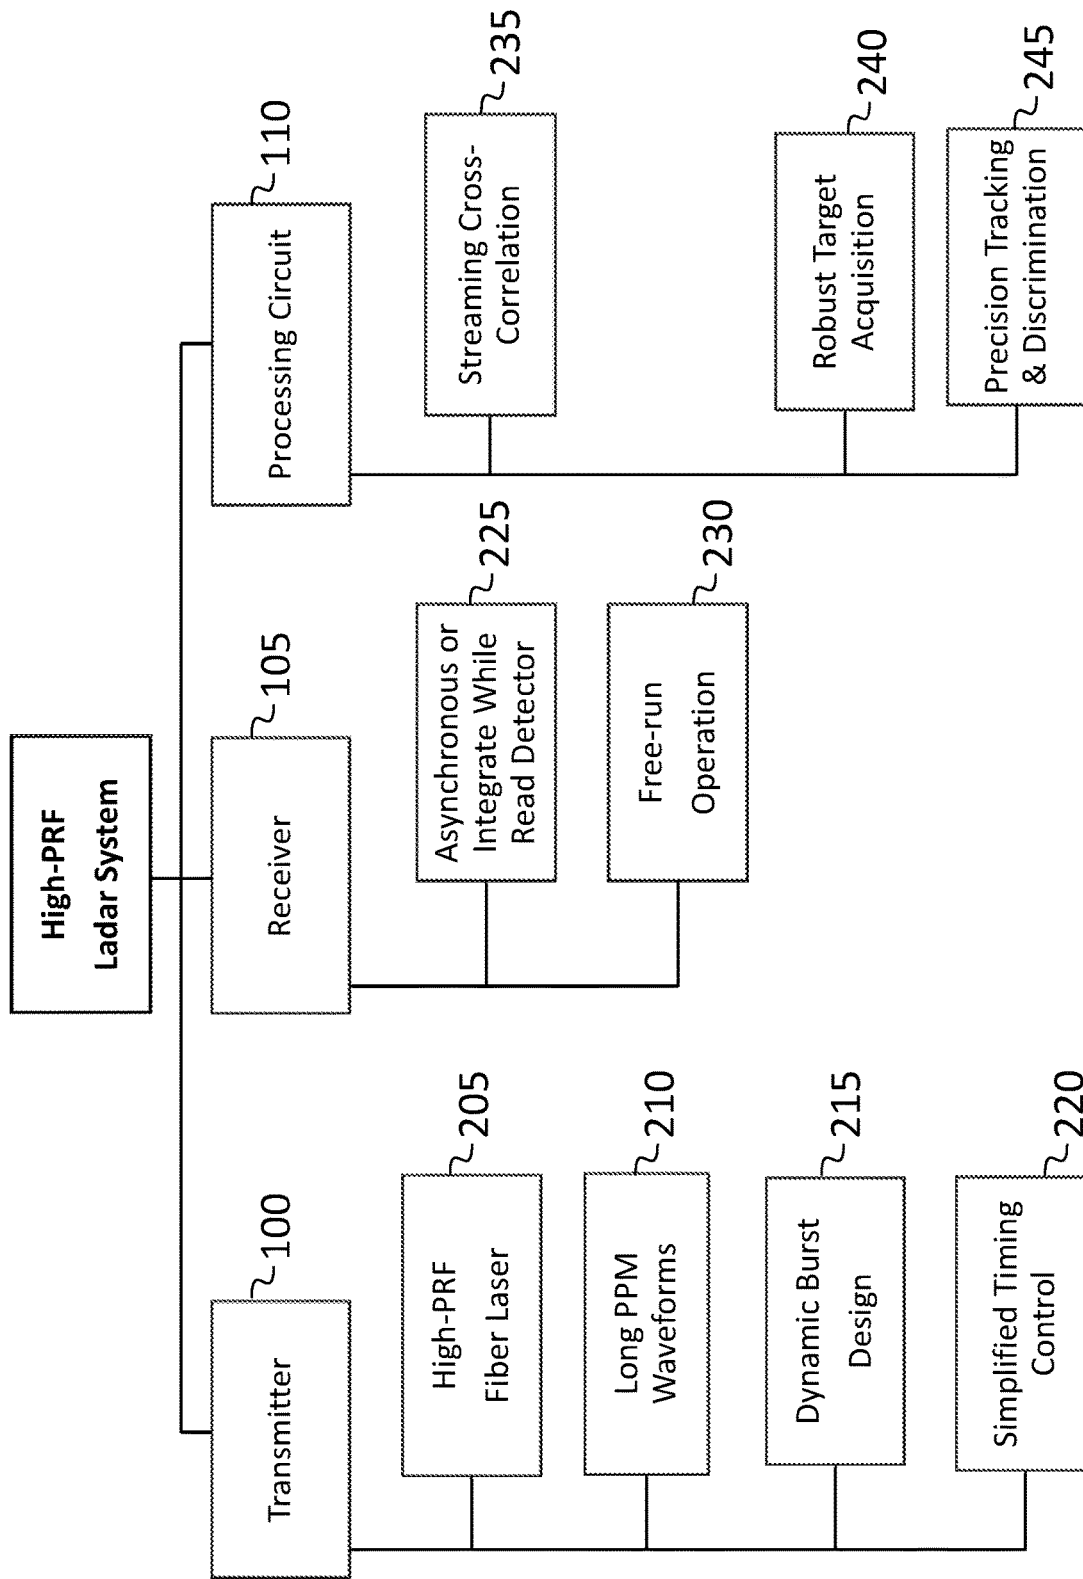 High-PRF
Ladar System
Transmitter
100
High-PRF
Fiber Laser
205
Long PPM
Waveforms
210
Dynamic Burst
Design
215
Simplified Timing
Control
220
Receiver
105
Asynchronous or
Integrate While
Read Detector
225
Free-run
Operation
230
Processing Circuit
110
Streaming Cross-
Correlation
235
Robust Target
Acquisition
240
Precision Tracking
& Discrimination
245